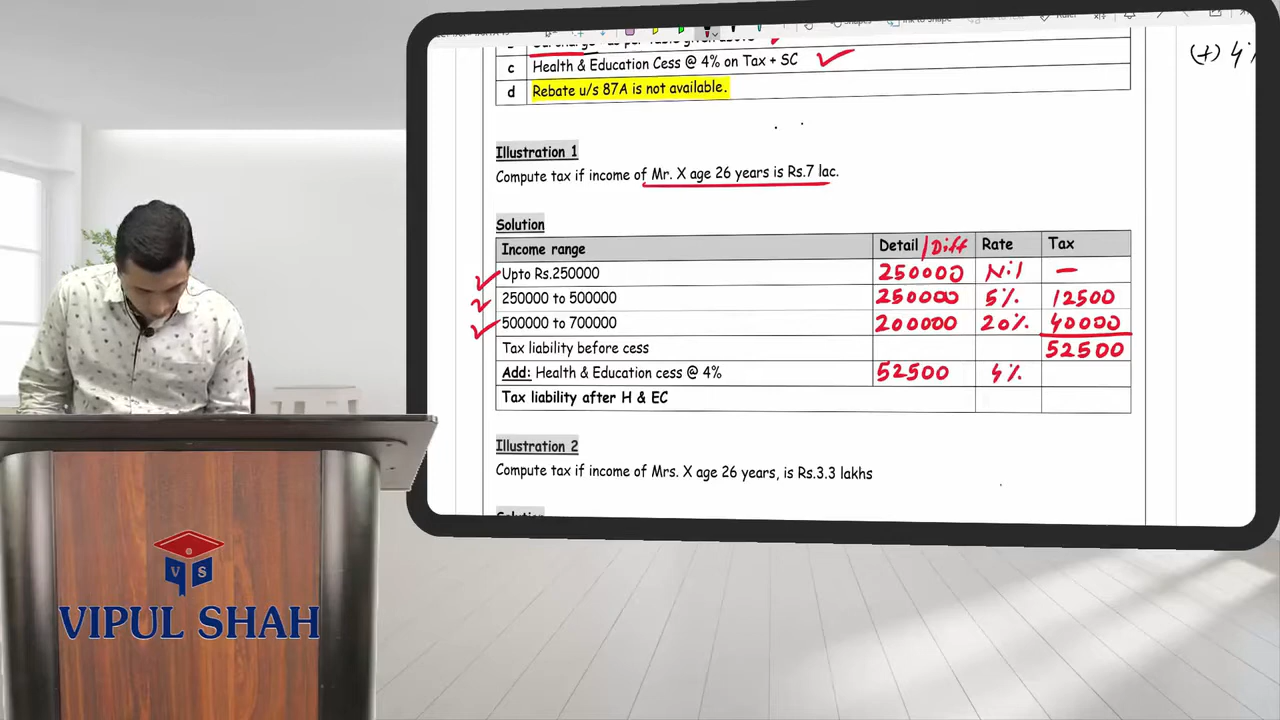 (+) 4%
c Health & Education Cess @ 4% on Tax + SC
d Rebate u/s 87A is not available.
Illustration 1
Compute tax if income of Mr. X age 26 years is Rs.7 lac.
Solution
Income range Detail / Diff Rate Tax
Upto Rs.250000 250000 Nil —
250000 to 500000 250000 5% 12500
500000 to 700000 200000 20% 40000
Tax liability before cess 52500
Add: Health & Education cess @ 4% 52500 4%
Tax liability after H & EC
Illustration 2
Compute tax if income of Mrs. X age 26 years, is Rs.3.3 lakhs
V S
VIPUL SHAH